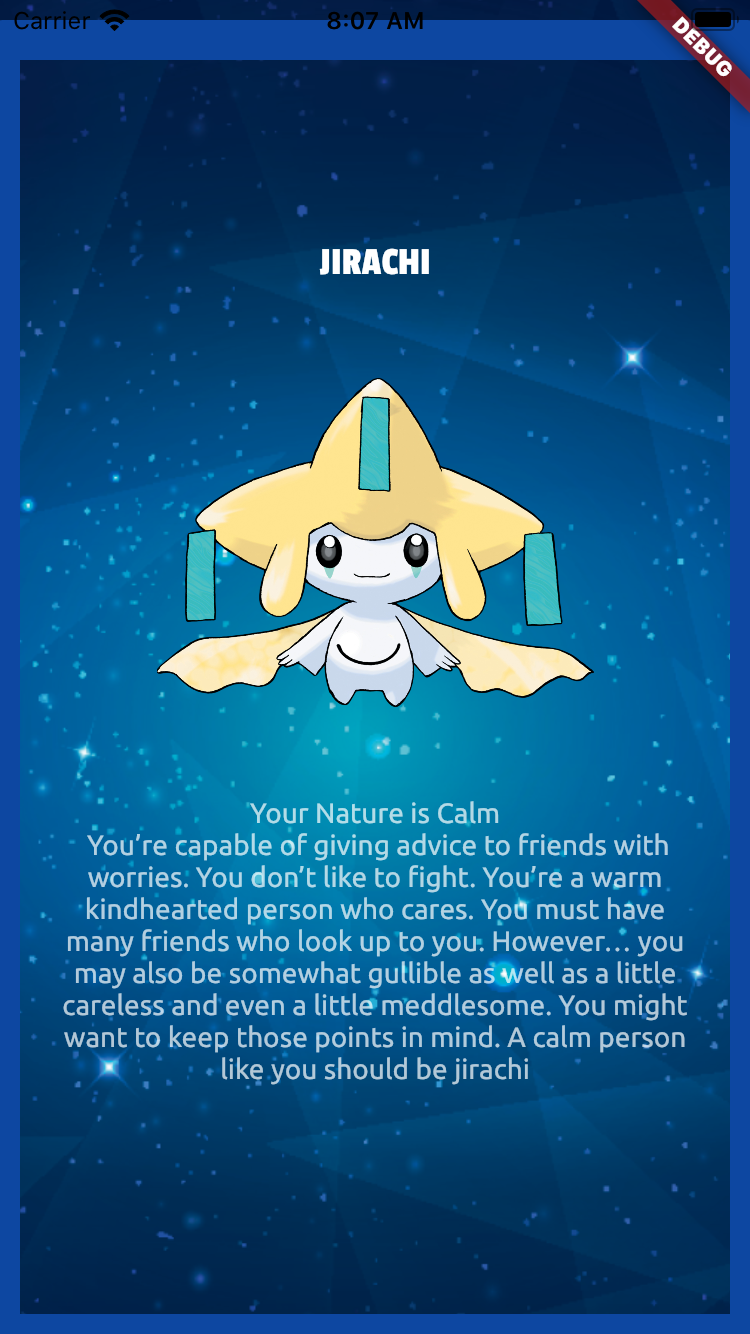 Carrier 8:07 AM
DEBUG
JIRACHI
Your Nature is Calm
You’re capable of giving advice to friends with
worries. You don’t like to fight. You’re a warm
kindhearted person who cares. You must have
many friends who look up to you. However… you
may also be somewhat gullible as well as a little
careless and even a little meddlesome. You might
want to keep those points in mind. A calm person
like you should be jirachi